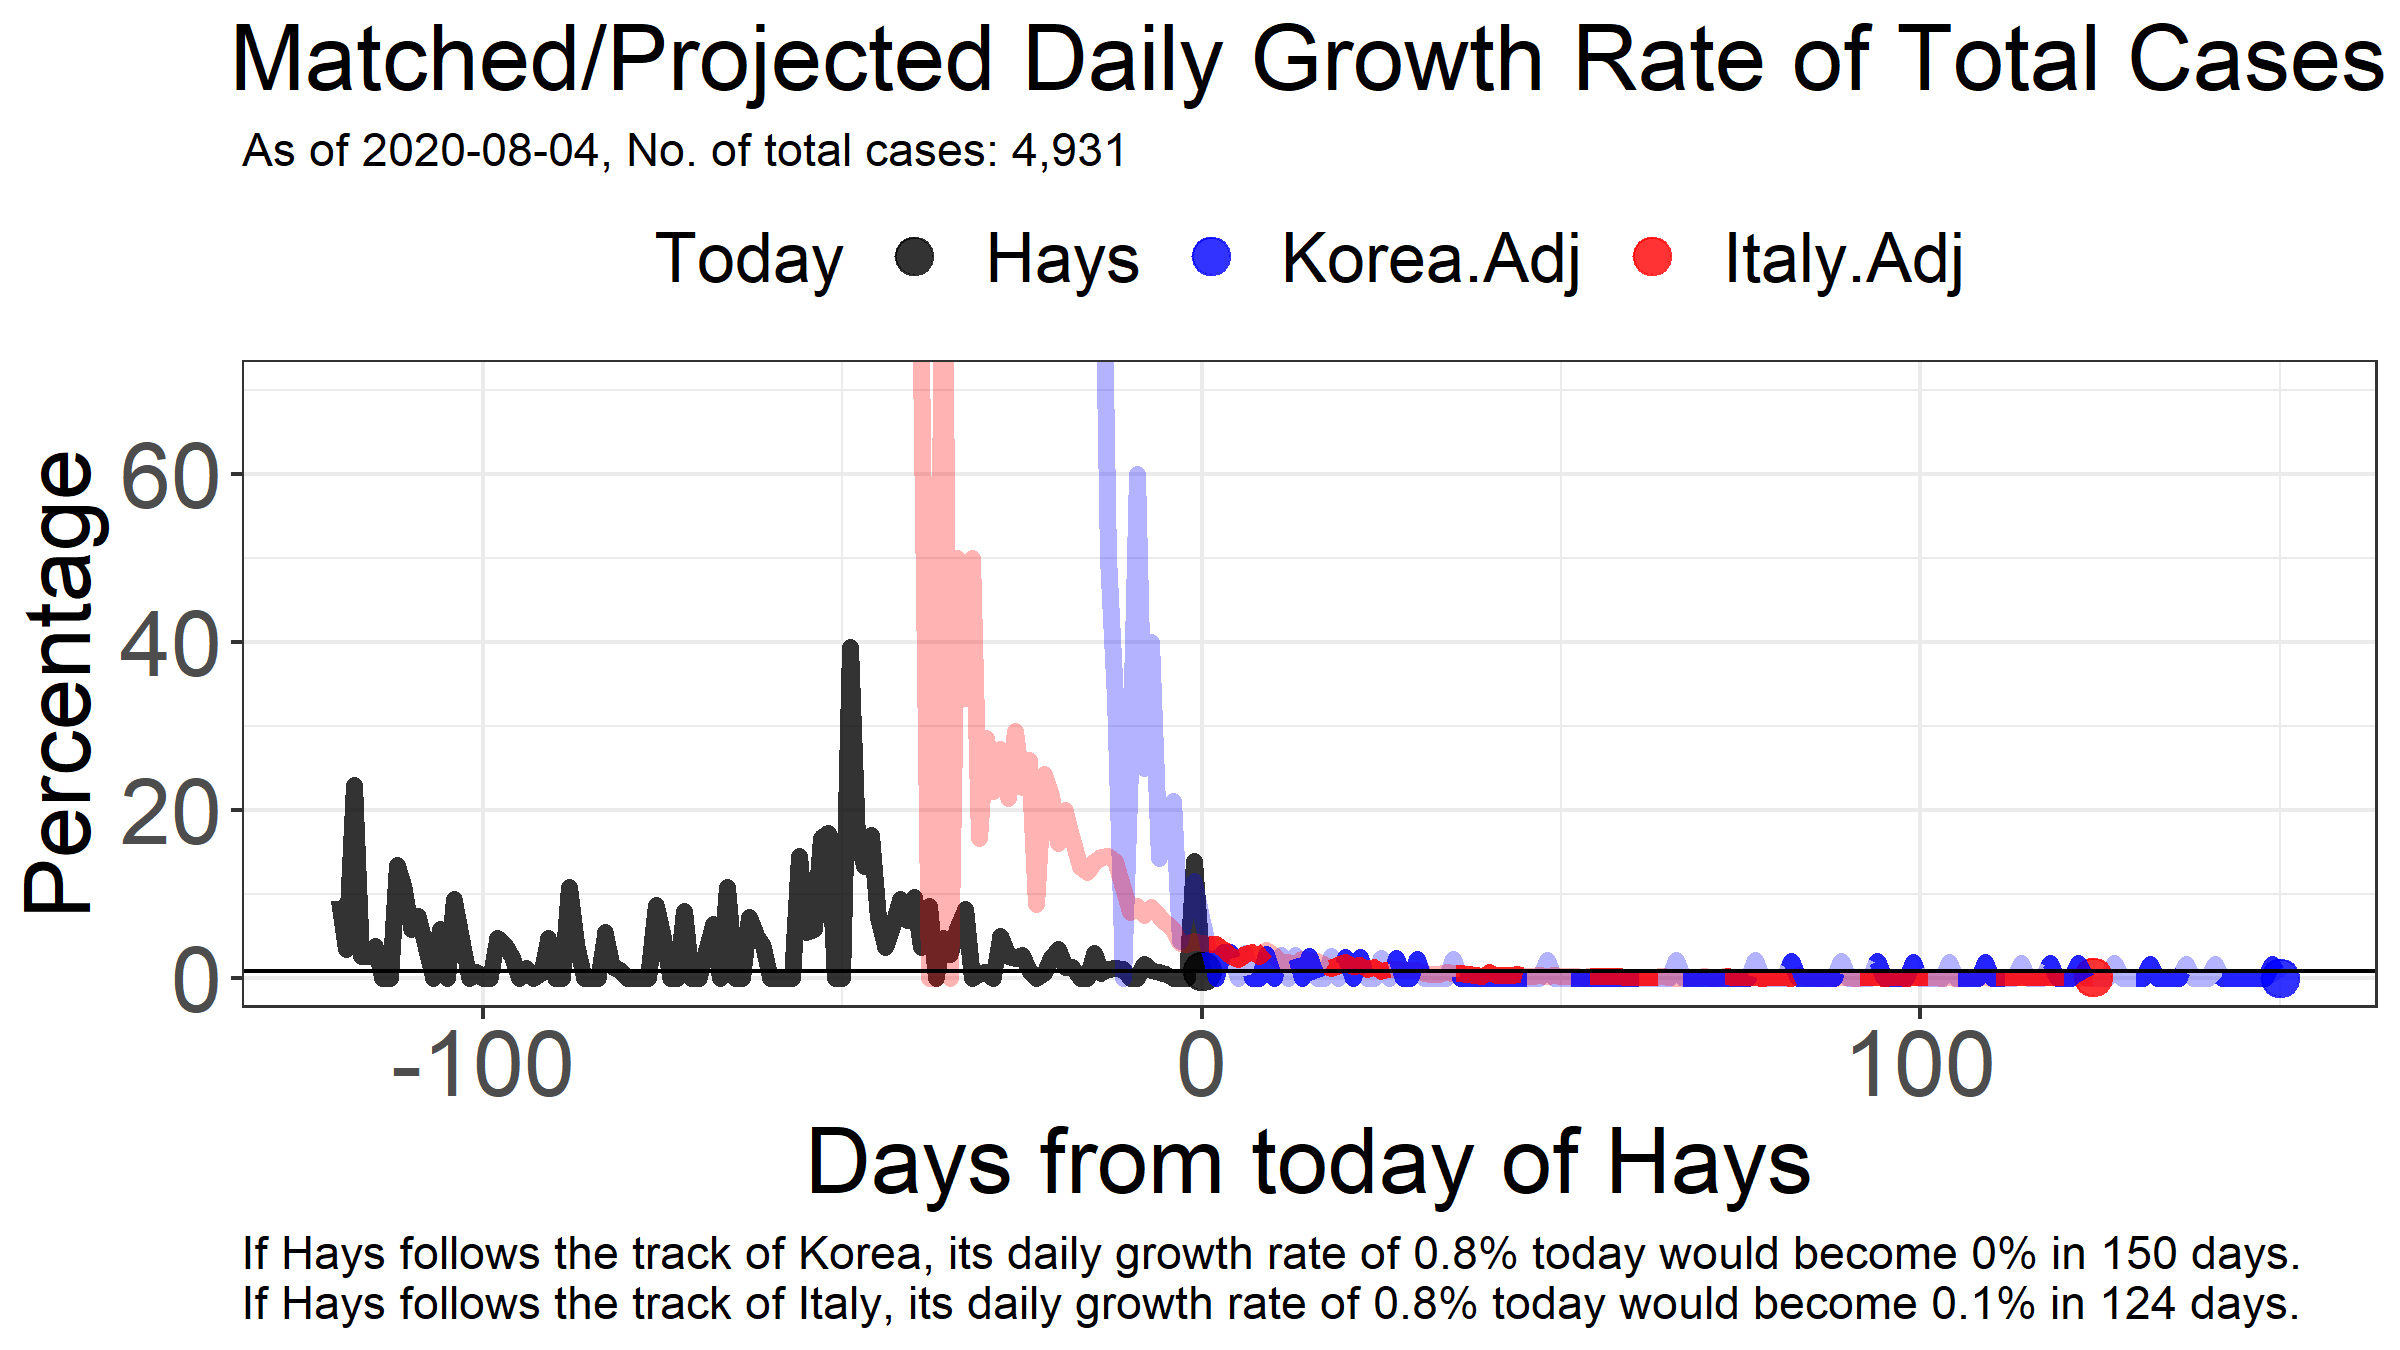 Matched/Projected Daily Growth Rate of Total Cases
As of 2020-08-04, No. of total cases: 4,931
Today Hays Korea.Adj Italy.Adj
Percentage
60
40
20
0
-100 0 100
Days from today of Hays
If Hays follows the track of Korea, its daily growth rate of 0.8% today would become 0% in 150 days.
If Hays follows the track of Italy, its daily growth rate of 0.8% today would become 0.1% in 124 days.